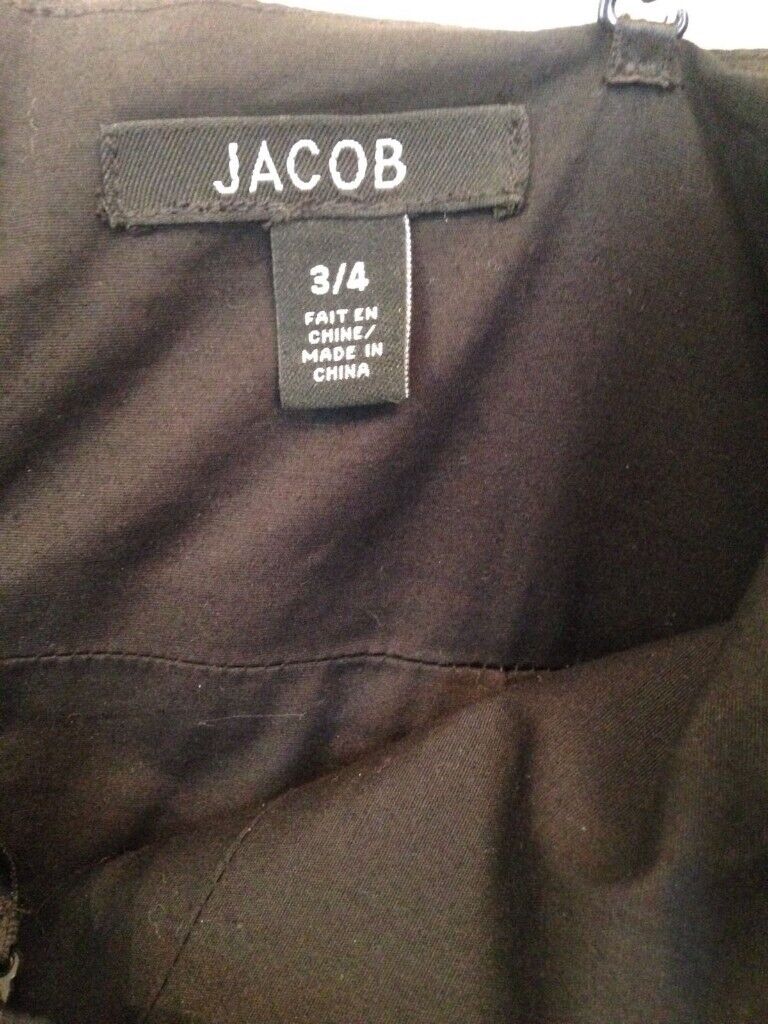 JACOB
3/4
FAIT EN
CHINE/
MADE IN
CHINA